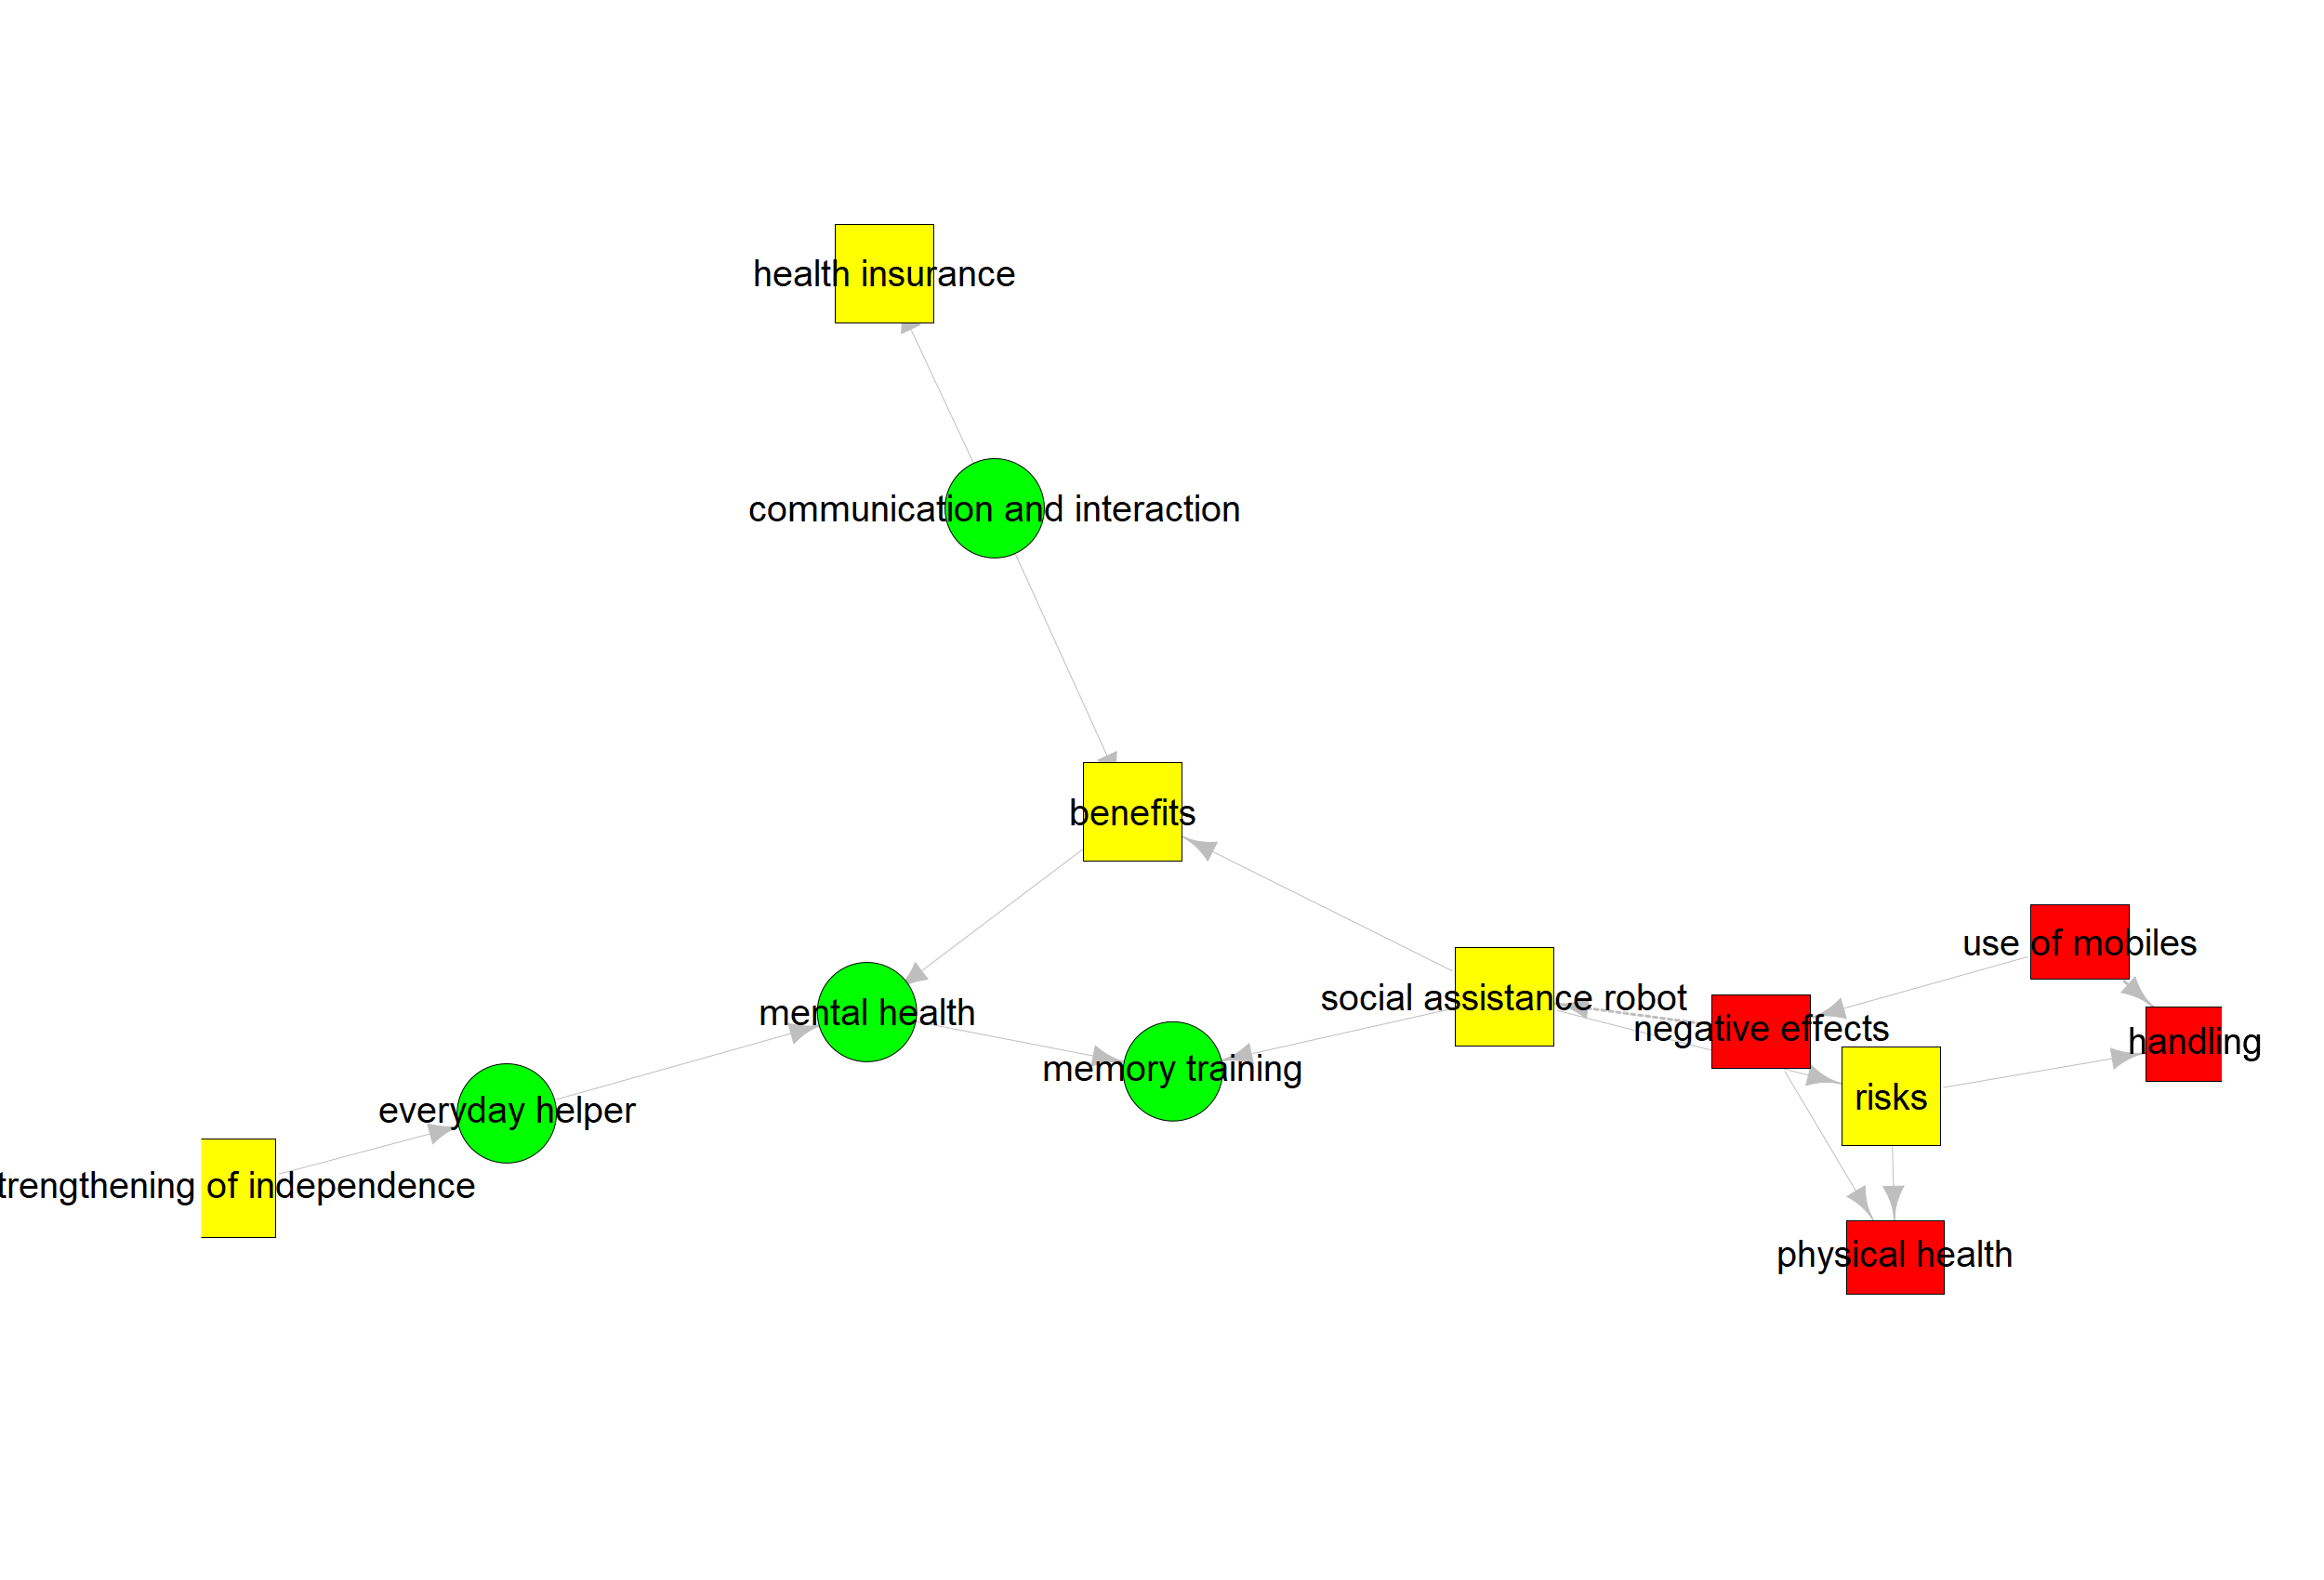 health insurance
communication and interaction
benefits
use of mobiles
social assistance robot
mental health
negative effects
handling
memory training
risks
everyday helper
trengthening of independence
physical health